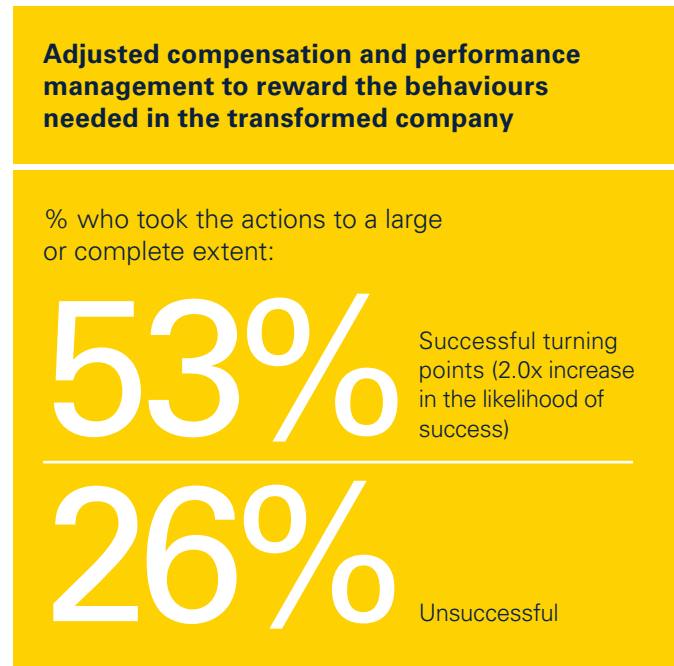 Adjusted compensation and performance
management to reward the behaviours
needed in the transformed company
% who took the actions to a large
or complete extent:
53%
Successful turning
points (2.0x increase
in the likelihood of
success)
26%
Unsuccessful